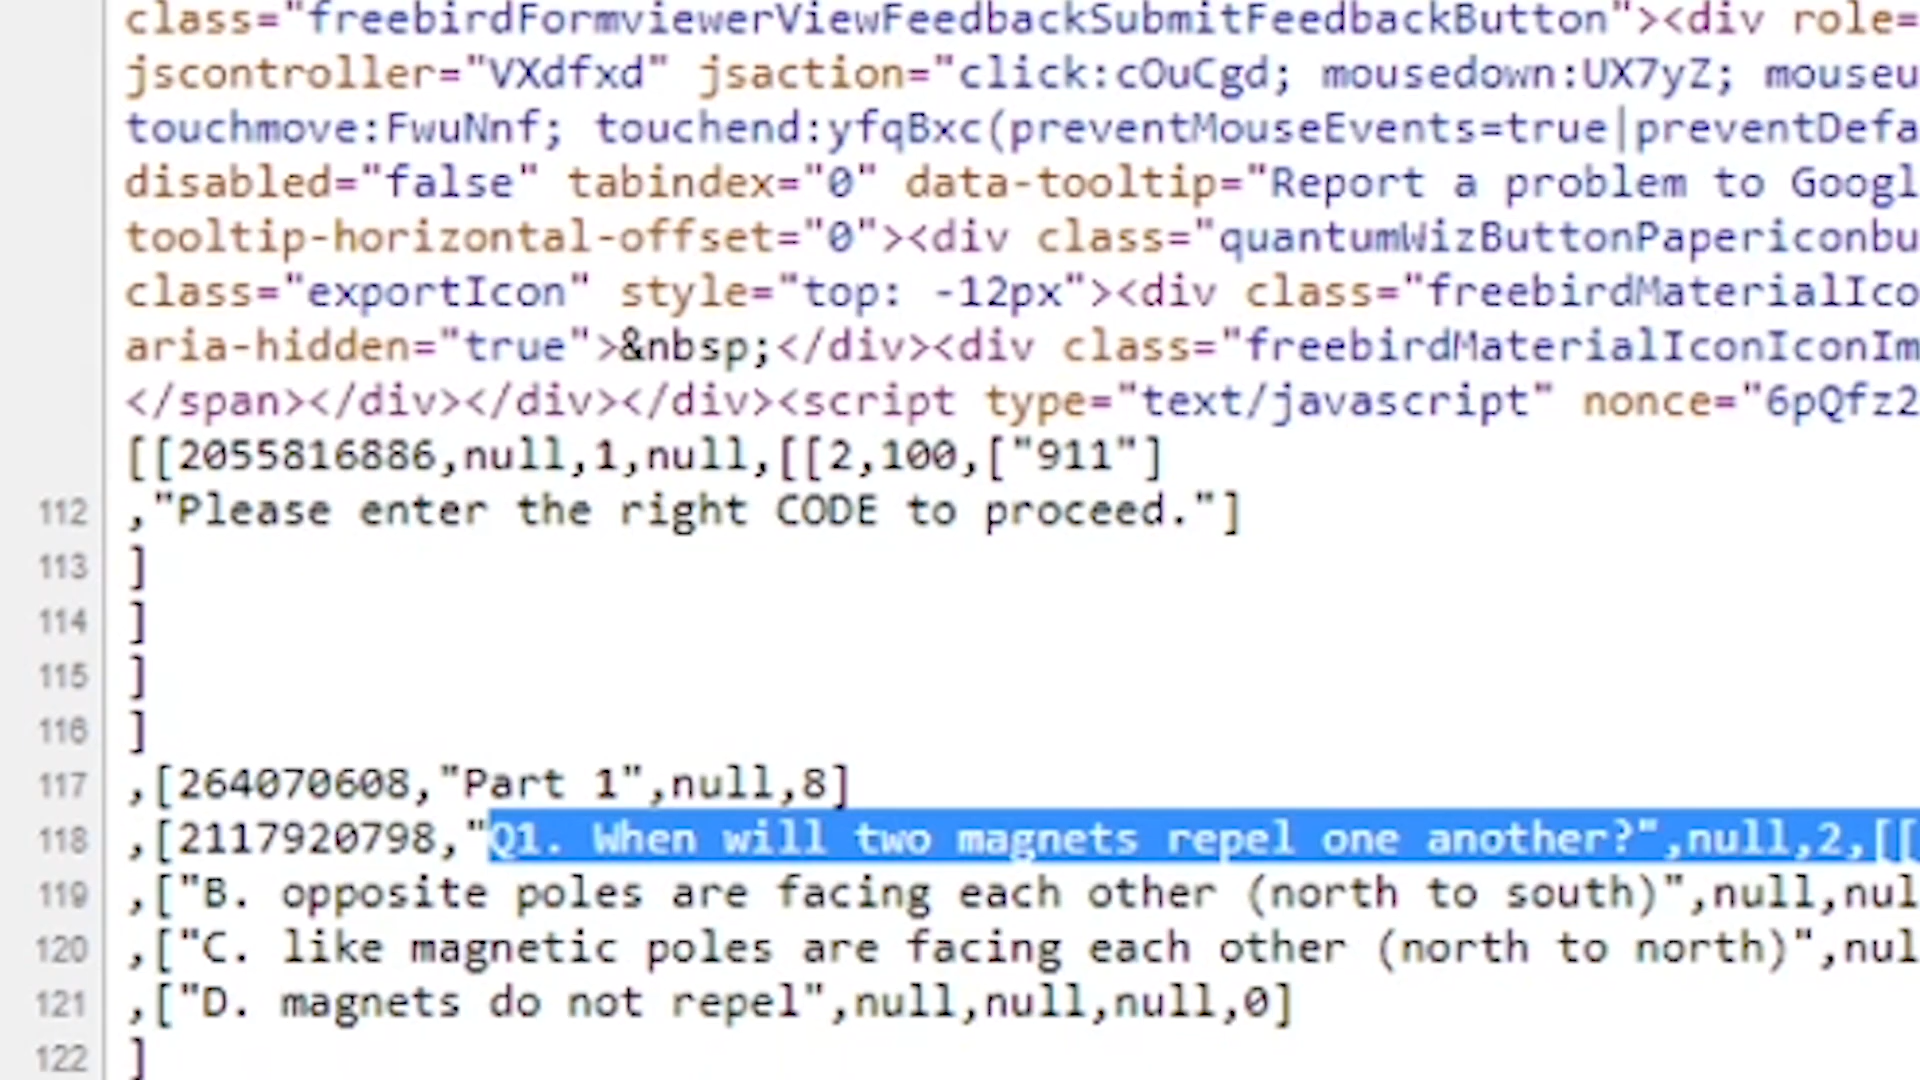 class="freebirdFormviewerViewFeedbackSubmitFeedbackButton"><div role=
jscontroller="VXdfxd" jsaction="click:cOuCgd; mousedown:UX7yZ; mouseu
touchmove:FwuNnf; touchend:yfqBxc(preventMouseEvents=true|preventDefa
disabled="false" tabindex="0" data-tooltip="Report a problem to Googl
tooltip-horizontal-offset="0"><div class="quantumWizButtonPapericonbu
class="exportIcon" style="top: -12px"><div class="freebirdMaterialIco
aria-hidden="true">&nbsp;</div><div class="freebirdMaterialIconIconIm
</span></div></div></div><script type="text/javascript" nonce="6pQfz2
[[2055816886,null,1,null,[[2,100,["911"]
112 ,"Please enter the right CODE to proceed."]
113 ]
114 ]
115 ]
116 ]
117 ,[264070608,"Part 1",null,8]
118 ,[2117920798,"Q1. When will two magnets repel one another?",null,2,[[
119 ,["B. opposite poles are facing each other (north to south)",null,nul
120 ,["C. like magnetic poles are facing each other (north to north)",nul
121 ,["D. magnets do not repel",null,null,null,0]
122 ]